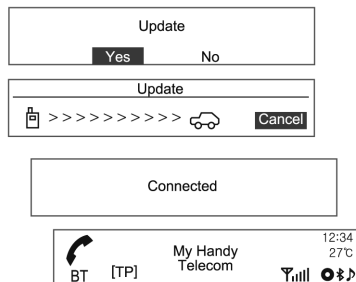 Update
Yes No
Update
>>>>>>>>>> Cancel
Connected
12:34
My Handy 27℃
BT [TP] Telecom